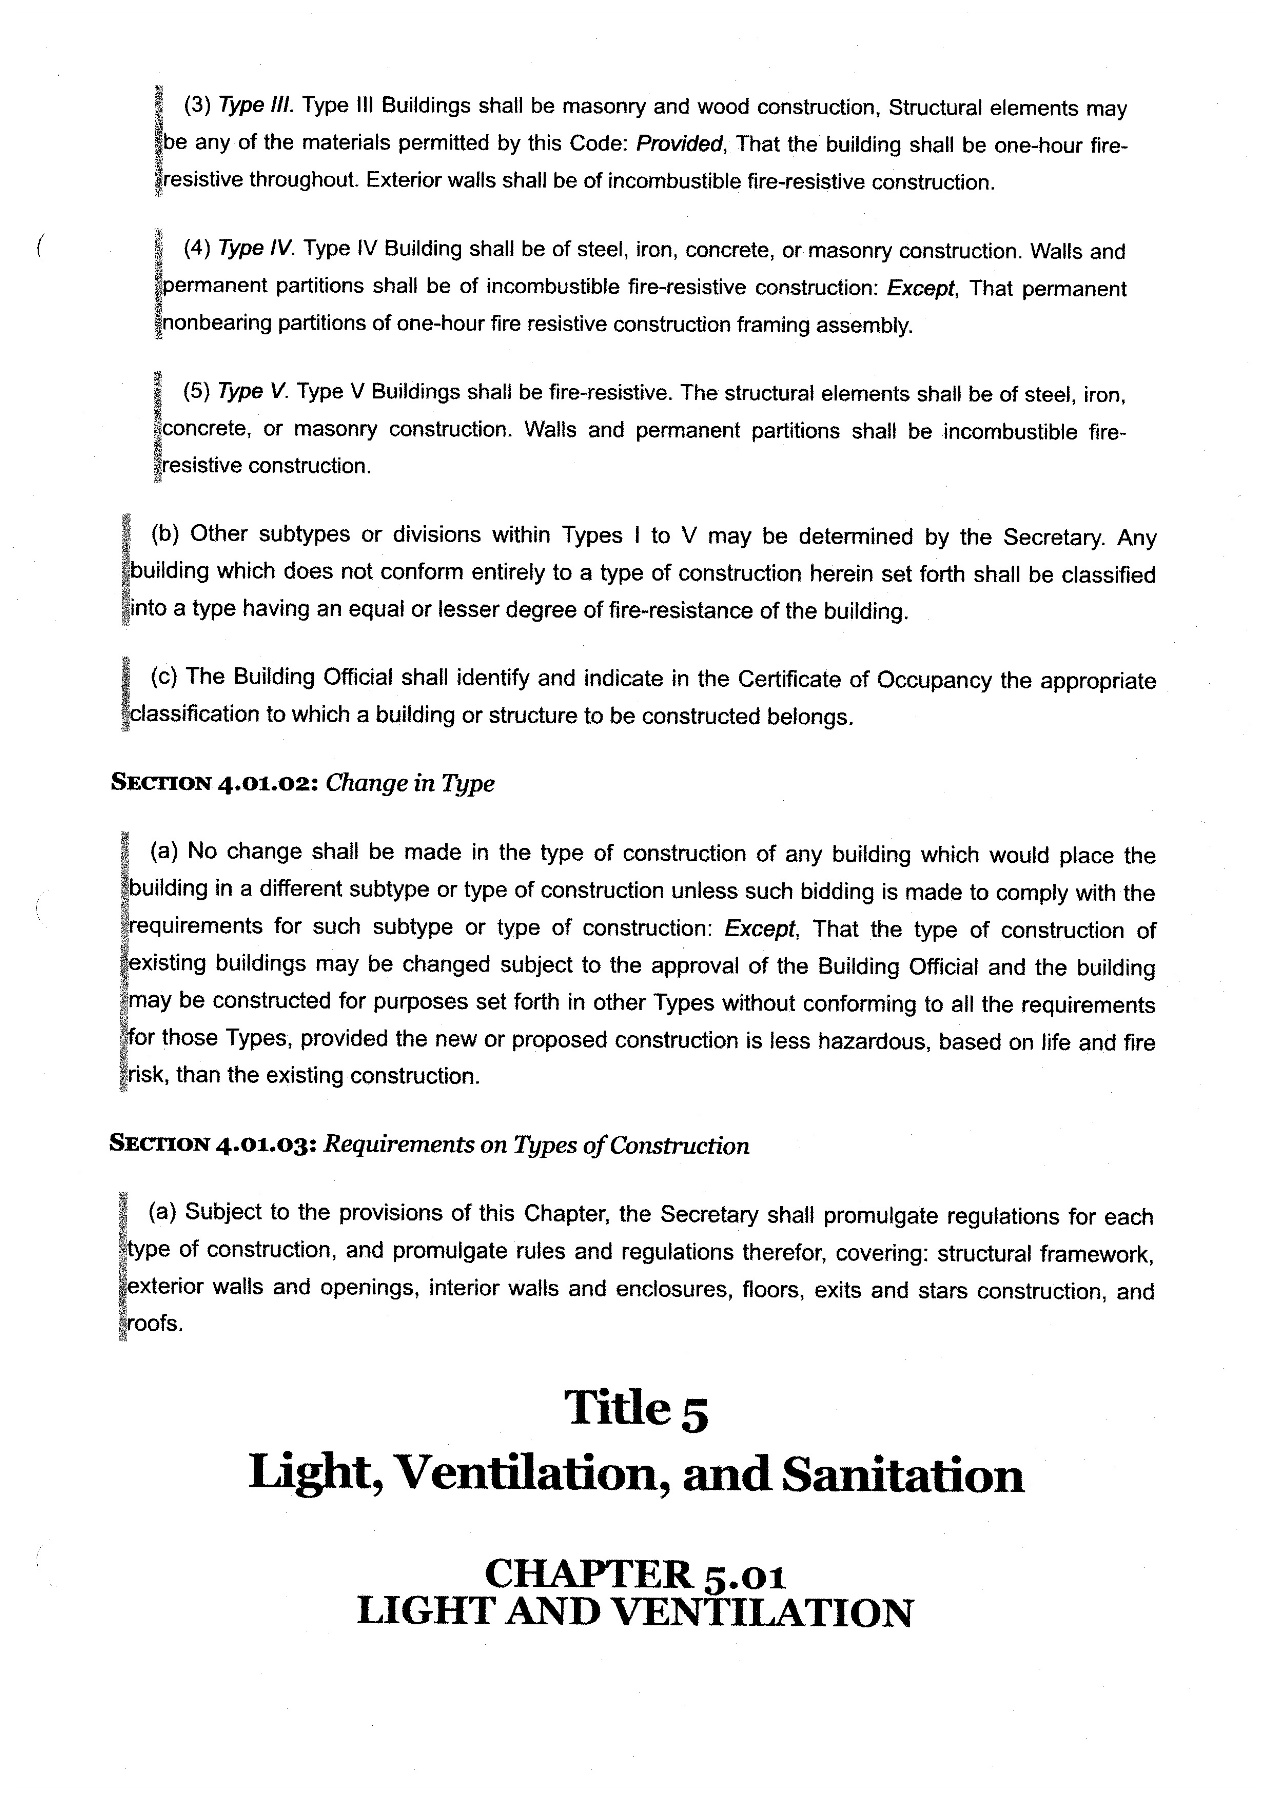 (3) Type III. Type III Buildings shall be masonry and wood construction, Structural elements may
be any of the materials permitted by this Code: Provided, That the building shall be one-hour fire-
resistive throughout. Exterior walls shall be of incombustible fire-resistive construction.
(4) Type IV. Type IV Building shall be of steel, iron, concrete, or masonry construction. Walls and
permanent partitions shall be of incombustible fire-resistive construction: Except, That permanent
nonbearing partitions of one-hour fire resistive construction framing assembly.
(5) Type V. Type V Buildings shall be fire-resistive. The structural elements shall be of steel, iron,
concrete, or masonry construction. Walls and permanent partitions shall be incombustible fire-
resistive construction.
(b) Other subtypes or divisions within Types I to V may be determined by the Secretary. Any
building which does not conform entirely to a type of construction herein set forth shall be classified
into a type having an equal or lesser degree of fire-resistance of the building.
(c) The Building Official shall identify and indicate in the Certificate of Occupancy the appropriate
classification to which a building or structure to be constructed belongs.
SECTION 4.01.02: Change in Type
(a) No change shall be made in the type of construction of any building which would place the
building in a different subtype or type of construction unless such bidding is made to comply with the
requirements for such subtype or type of construction: Except, That the type of construction of
existing buildings may be changed subject to the approval of the Building Official and the building
may be constructed for purposes set forth in other Types without conforming to all the requirements
for those Types, provided the new or proposed construction is less hazardous, based on life and fire
risk, than the existing construction.
SECTION 4.01.03: Requirements on Types of Construction
(a) Subject to the provisions of this Chapter, the Secretary shall promulgate regulations for each
type of construction, and promulgate rules and regulations therefor, covering: structural framework,
exterior walls and openings, interior walls and enclosures, floors, exits and stars construction, and
roofs.
Title 5
Light, Ventilation, and Sanitation
CHAPTER 5.01
LIGHT AND VENTILATION